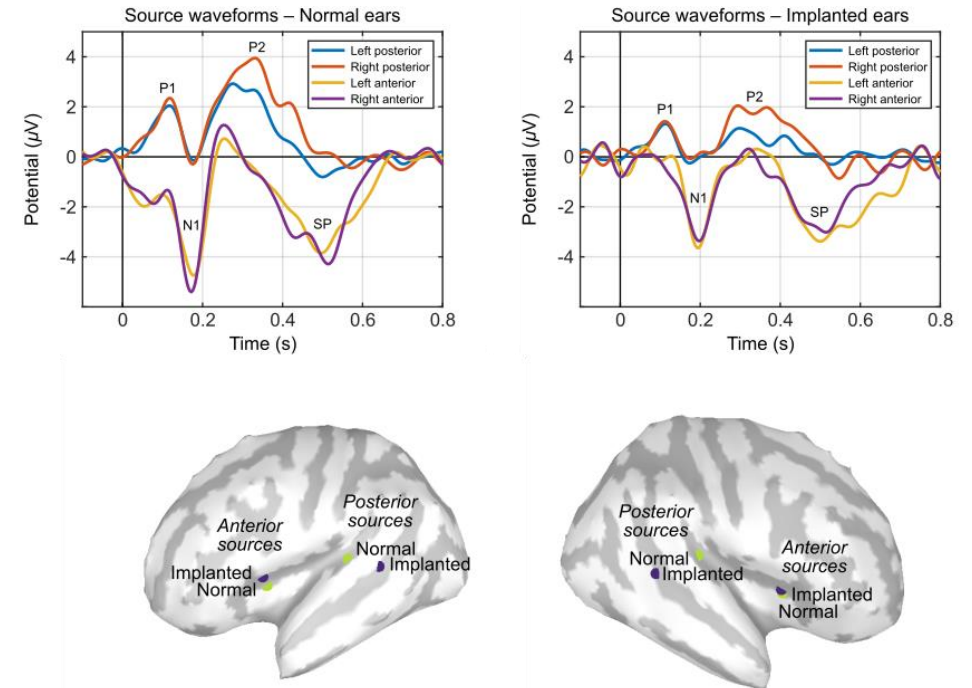 Source waveforms – Normal ears
Potential (µV)
4
2
0
-2
-4
P1
P2
N1
SP
Left posterior
Right posterior
Left anterior
Right anterior
0
0.2
0.4
0.6
0.8
Time (s)
Source waveforms – Implanted ears
Potential (µV)
4
2
0
-2
-4
P1
P2
N1
SP
Left posterior
Right posterior
Left anterior
Right anterior
0
0.2
0.4
0.6
0.8
Time (s)
Anterior
sources
Implanted
Normal
Posterior
sources
Normal
Implanted
Posterior
sources
Normal
Implanted
Anterior
sources
Implanted
Normal